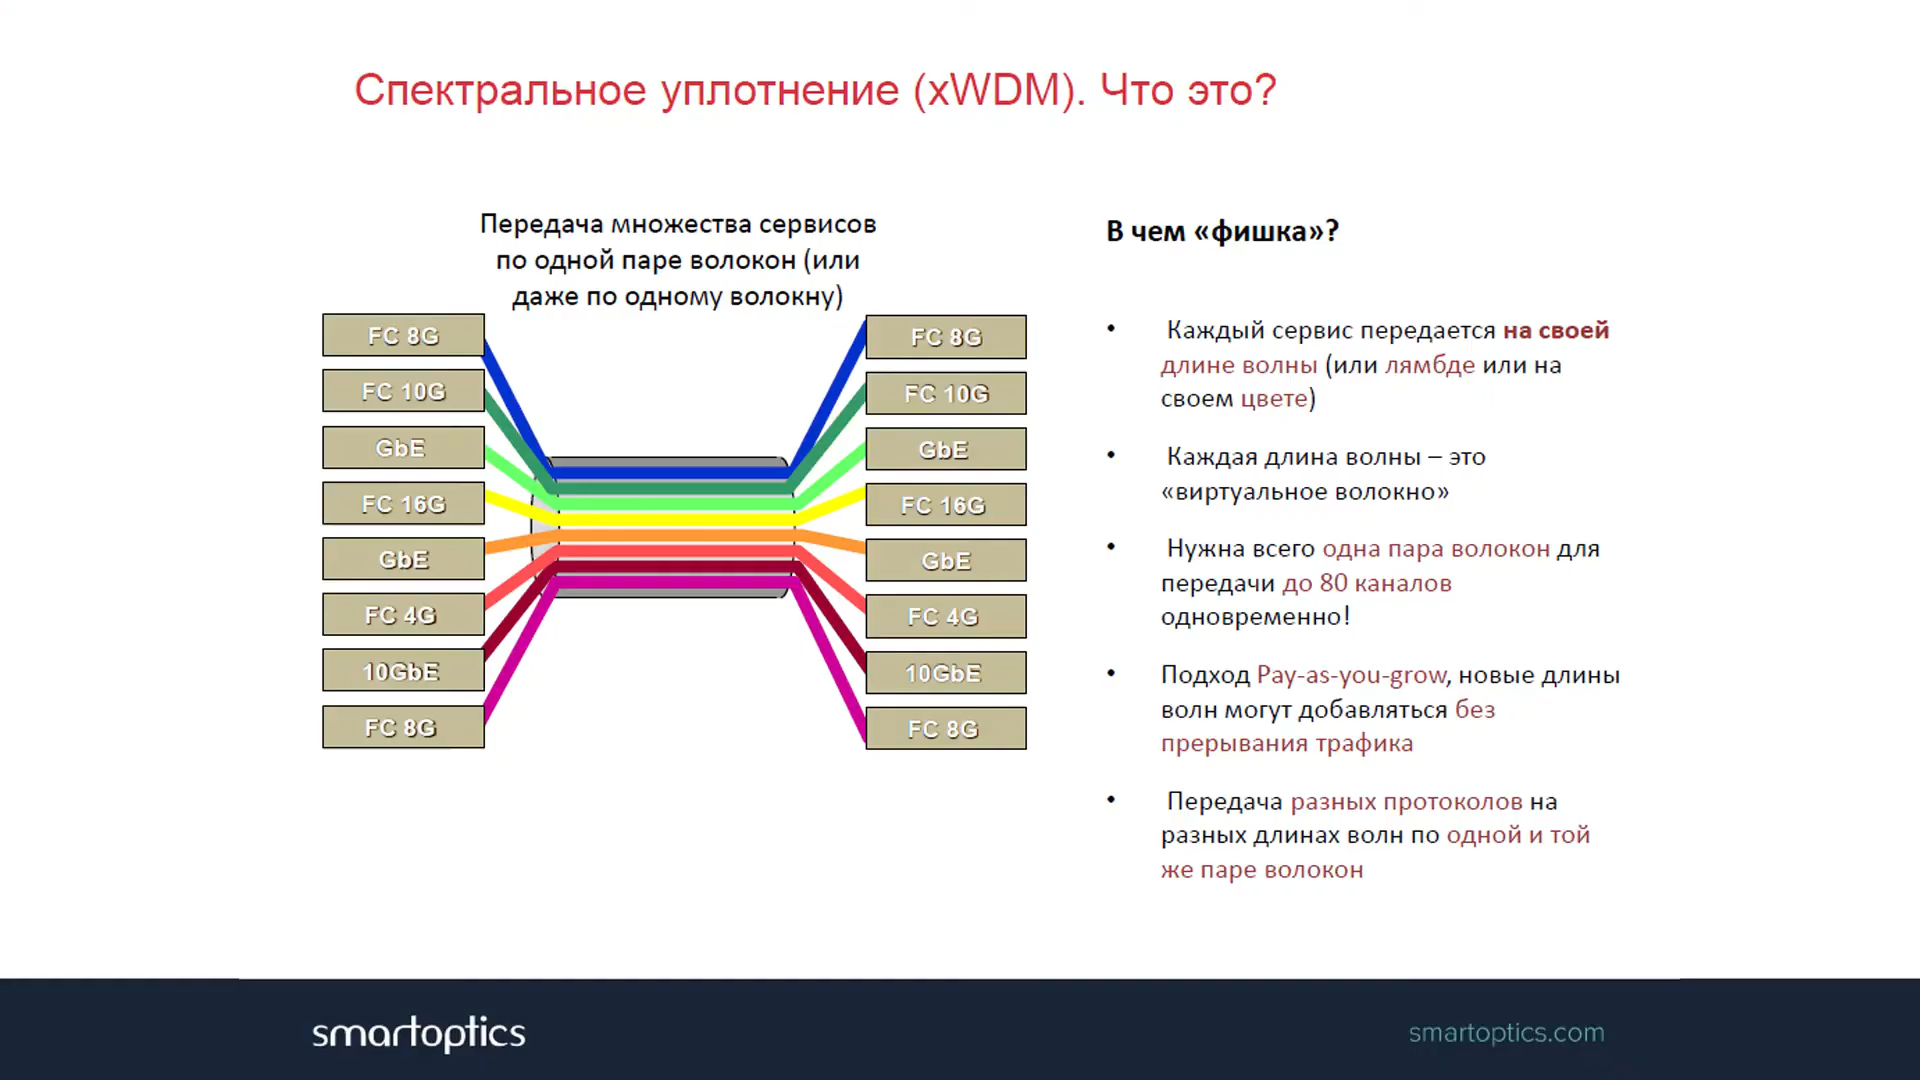 Спектральное уплотнение (xWDM). Что это?
Передача множества сервисов
по одной паре волокон (или
даже по одному волокну)
FC 8G
FC 10G
GbE
FC 16G
GbE
FC 4G
10GbE
FC 8G
FC 8G
FC 10G
GbE
FC 16G
GbE
FC 4G
10GbE
FC 8G
В чем «фишка»?
• Каждый сервис передается на своей
длине волны (или лямбде или на
своем цвете)
• Каждая длина волны – это
«виртуальное волокно»
• Нужна всего одна пара волокон для
передачи до 80 каналов
одновременно!
• Подход Pay-as-you-grow, новые длины
волн могут добавляться без
прерывания трафика
• Передача разных протоколов на
разных длинах волн по одной и той
же паре волокон
smartoptics
smartoptics.com